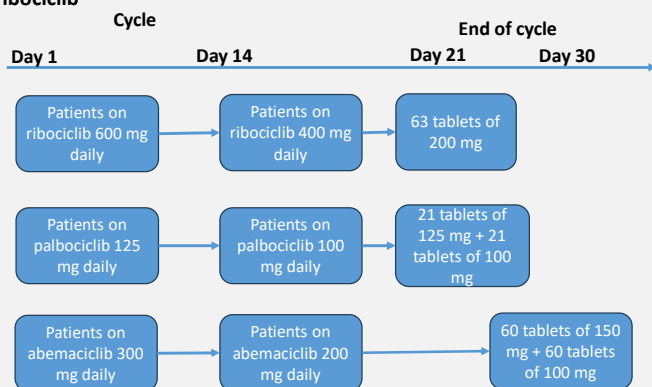 Cycle
End of cycle
Day 1
Day 14
Day 21
Day 30
Patients on
ribociclib 600 mg
daily
Patients on
ribociclib 400 mg
daily
63 tablets of
200 mg
Patients on
palbociclib 125
mg daily
Patients on
palbociclib 100
mg daily
21 tablets of
125 mg + 21
tablets of 100
mg
Patients on
abemaciclib 300
mg daily
Patients on
abemaciclib 200
mg daily
60 tablets of 150
mg + 60 tablets
of 100 mg